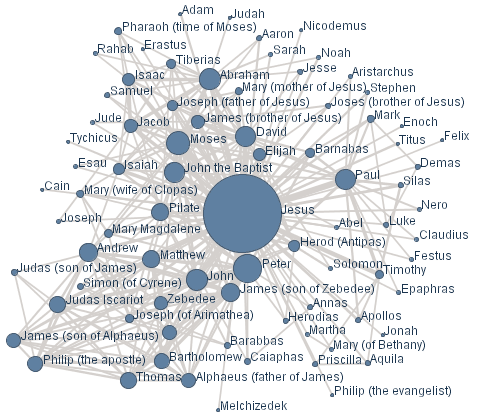 Adam
Judah
Pharaoh (time of Moses)
Nicodemus
Aaron
Rahab
Erastus
Sarah
Noah
Tiberias
Isaac
Abraham
Jesse
Aristarchus
Samuel
Mary (mother of Jesus)
Stephen
Joseph (father of Jesus)
Joses (brother of Jesus)
Jude
Jacob
James (brother of Jesus)
Mark
Enoch
Tychicus
Moses
David
Titus
Felix
Elijah
Barnabas
Esau
Isaiah
John the Baptist
Paul
Demas
Cain
Mary (wife of Clopas)
Silas
Joseph
Pilate
Jesus
Nero
Mary Magdalene
Abel
Luke
Claudius
Andrew
Matthew
Herod (Antipas)
Festus
Judas (son of James)
Peter
Solomon
Timothy
Simon (of Cyrene)
John
James (son of Zebedee)
Epaphras
Judas Iscariot
Zebedee
Annas
Joseph (of Arimathea)
Herodias
Apollos
James (son of Alphaeus)
Martha
Jonah
Barabbas
Mary (of Bethany)
Philip (the apostle)
Bartholomew
Caiaphas
Priscilla
Aquila
Thomas
Alphaeus (father of James)
Philip (the evangelist)
Melchizedek